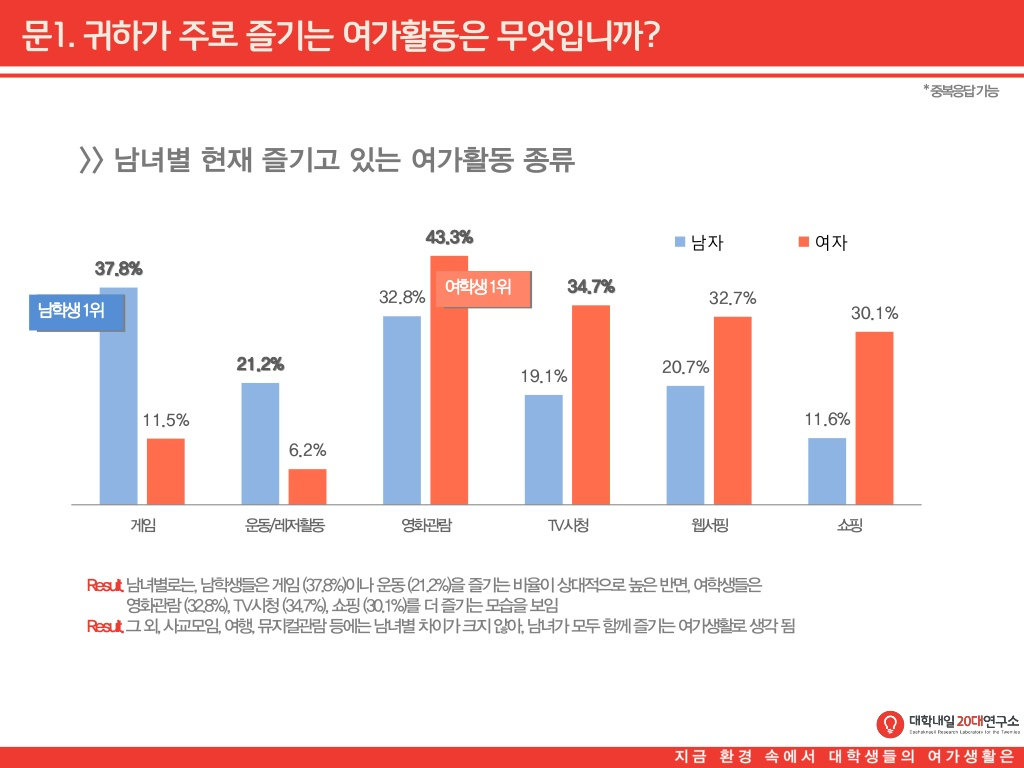 문1. 귀하가 주로 즐기는 여가활동은 무엇입니까?
* 중복응답 가능
>> 남녀별 현재 즐기고 있는 여가활동 종류
남자 여자
37.8% 11.5% 21.2% 6.2% 32.8% 43.3% 19.1% 34.7% 20.7% 32.7% 11.6% 30.1%
남학생 1위
여학생 1위
게임 운동/레저활동 영화관람 TV시청 웹서핑 쇼핑
Result. 남녀별로는, 남학생들은 게임 (37.8%)이나 운동 (21.2%)을 즐기는 비율이 상대적으로 높은 반면, 여학생들은
영화관람 (32.8%), TV시청 (34.7%), 쇼핑 (30.1%)를 더 즐기는 모습을 보임
Result. 그 외, 사교모임, 여행, 뮤지컬관람 등에는 남녀별 차이가 크지 않아, 남녀가 모두 함께 즐기는 여가생활로 생각 됨
대학내일 20대연구소
지금 환경 속에서 대학생들의 여가생활은